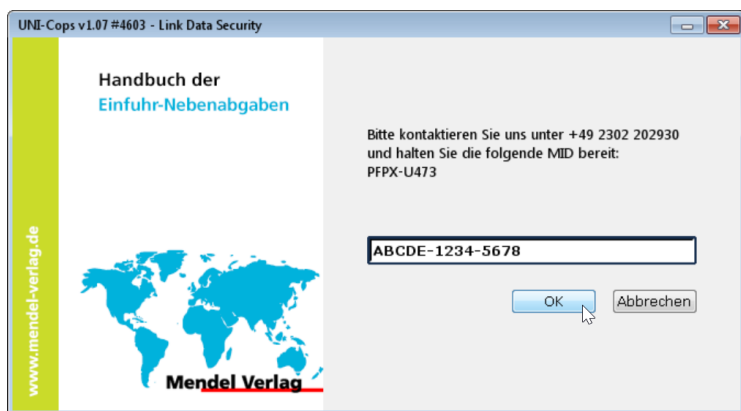 UNI-Cops v1.07 #4603 - Link Data Security
Handbuch der
Einfuhr-Nebenabgaben
www.mendel-verlag.de
Mendel Verlag
Bitte kontaktieren Sie uns unter +49 2302 202930
und halten Sie die folgende MID bereit:
PFPX-U473
ABCDE-1234-5678
OK
Abbrechen